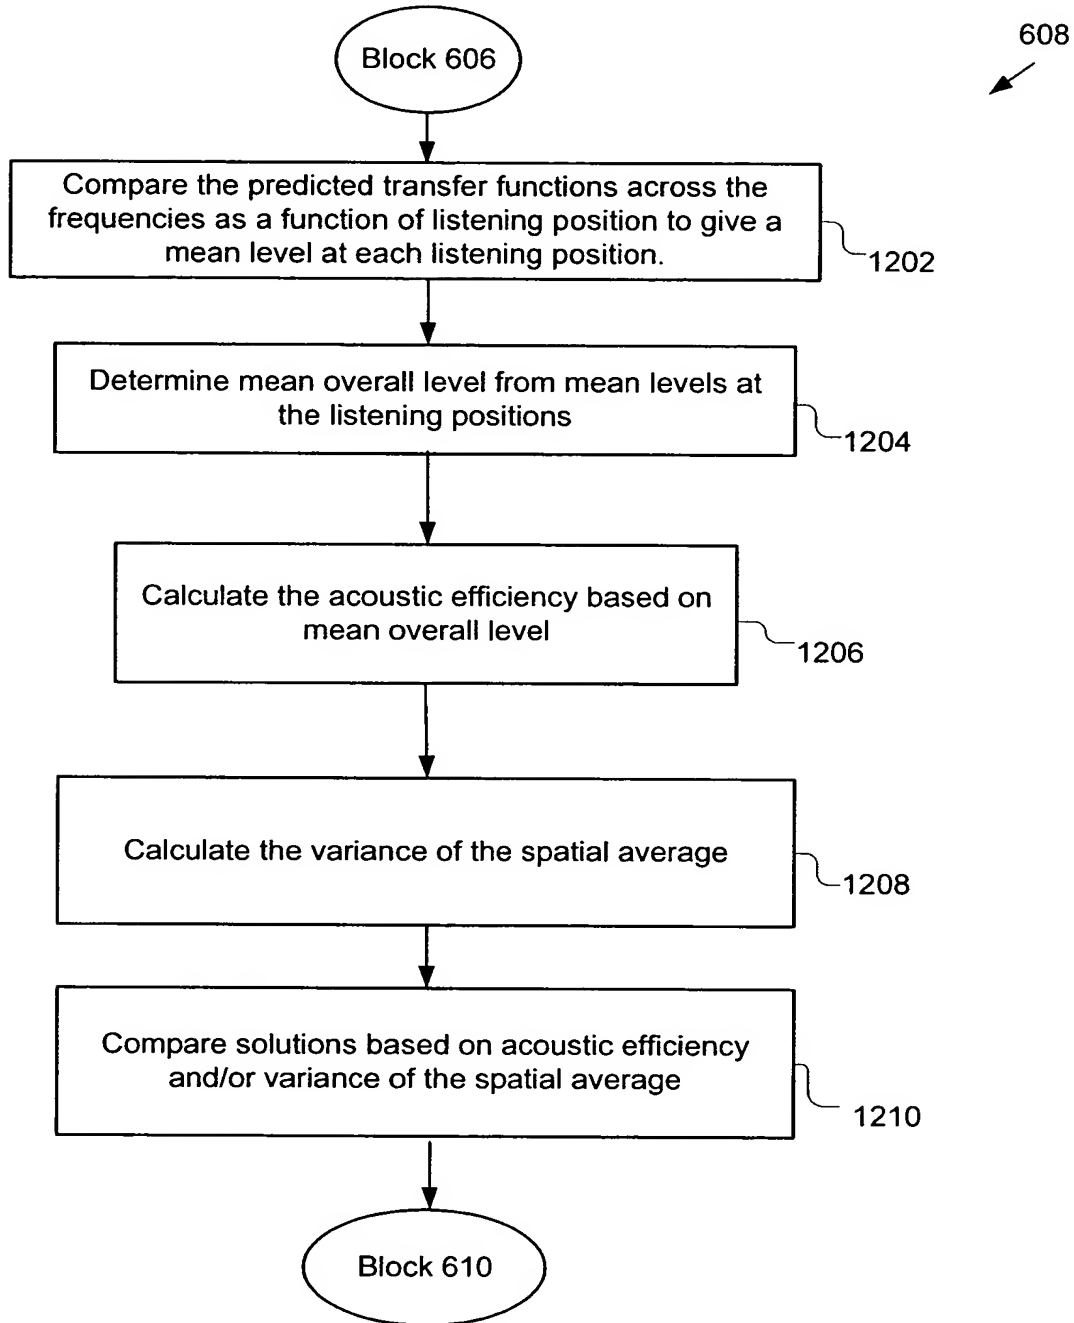 Block 606
608
Compare the predicted transfer functions across the
frequencies as a function of listening position to give a
mean level at each listening position.
1202
Determine mean overall level from mean levels at
the listening positions
1204
Calculate the acoustic efficiency based on
mean overall level
1206
Calculate the variance of the spatial average
1208
Compare solutions based on acoustic efficiency
and/or variance of the spatial average
1210
Block 610